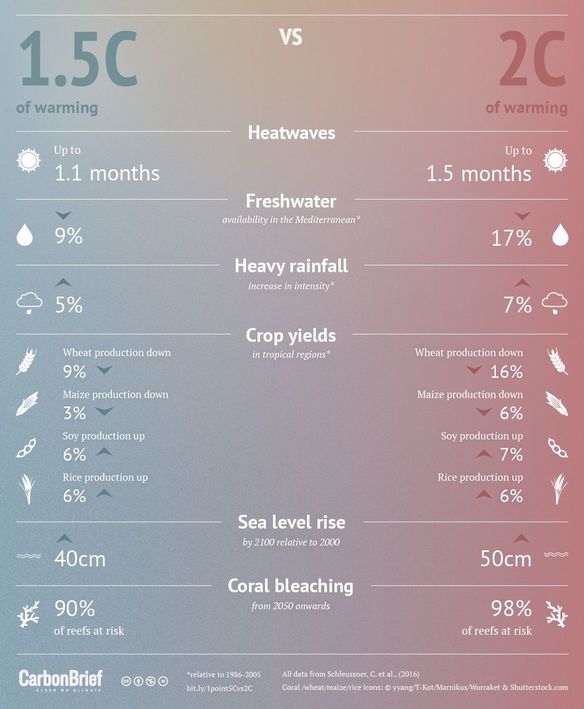 1.5C VS 2C
of warming of warming
Heatwaves
Up to Up to
1.1 months 1.5 months
Freshwater
availability in the Mediterranean*
9% 17%
Heavy rainfall
increase in intensity*
5% 7%
Crop yields
in tropical regions*
Wheat production down Wheat production down
9% 16%
Maize production down Maize production down
3% 6%
Soy production up Soy production up
6% 7%
Rice production up Rice production up
6% 6%
Sea level rise
by 2100 relative to 2000
40cm 50cm
Coral bleaching
from 2050 onwards
90% 98%
of reefs at risk of reefs at risk
CarbonBrief
CLEAR ON CLIMATE
*relative to 1986-2005
bit.ly/1point5Cvs2C
All data from Schleussner, C. et al., (2016)
Coral /wheat/maize/rice icons: © yyang/T-Kot/Marnikus/Worraket & Shutterstock.com